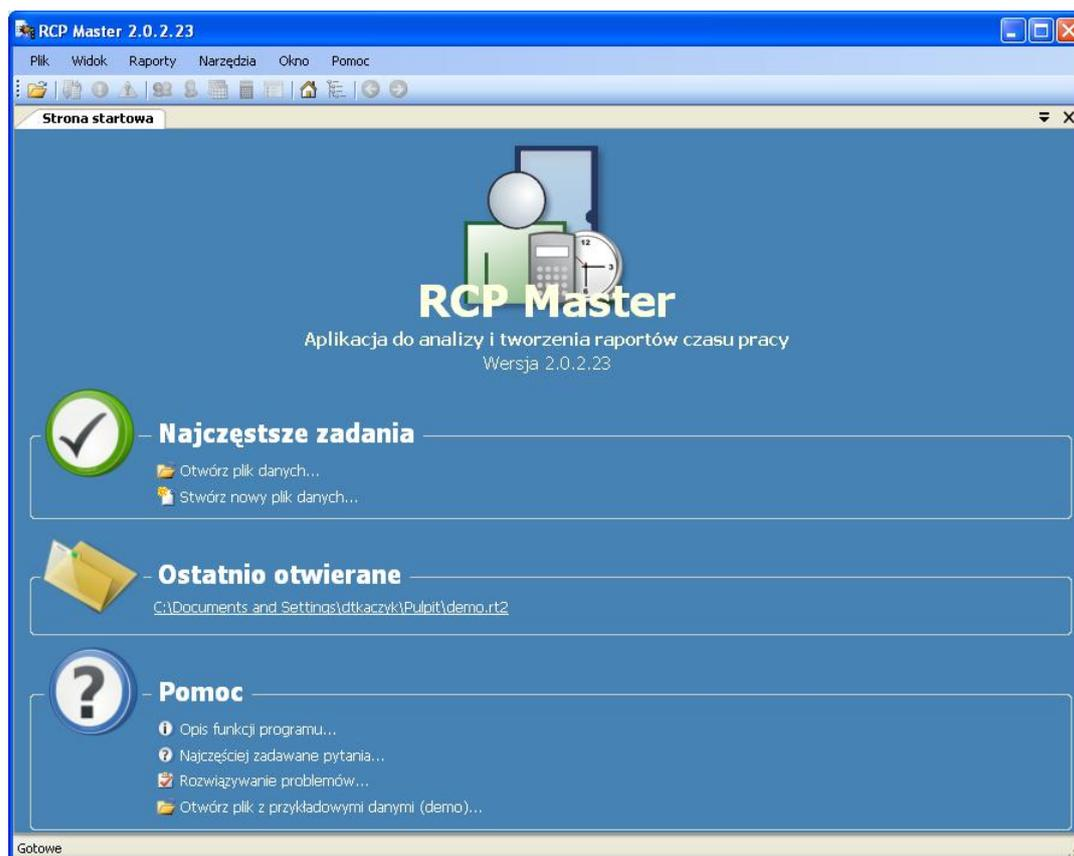 RCP Master 2.0.2.23
Plik Widok Raporty Narzędzia Okno Pomoc
Strona startowa
12
3
6
RCP Master
Aplikacja do analizy i tworzenia raportów czasu pracy
Wersja 2.0.2.23
Najczęstsze zadania
Otwórz plik danych...
Stwórz nowy plik danych...
Ostatnio otwierane
C:\Documents and Settings\dtkaczyk\Pulpit\demo.rt2
Pomoc
Opis funkcji programu...
Najczęściej zadawane pytania...
Rozwiązywanie problemów...
Otwórz plik z przykładowymi danymi (demo)...
Gotowe